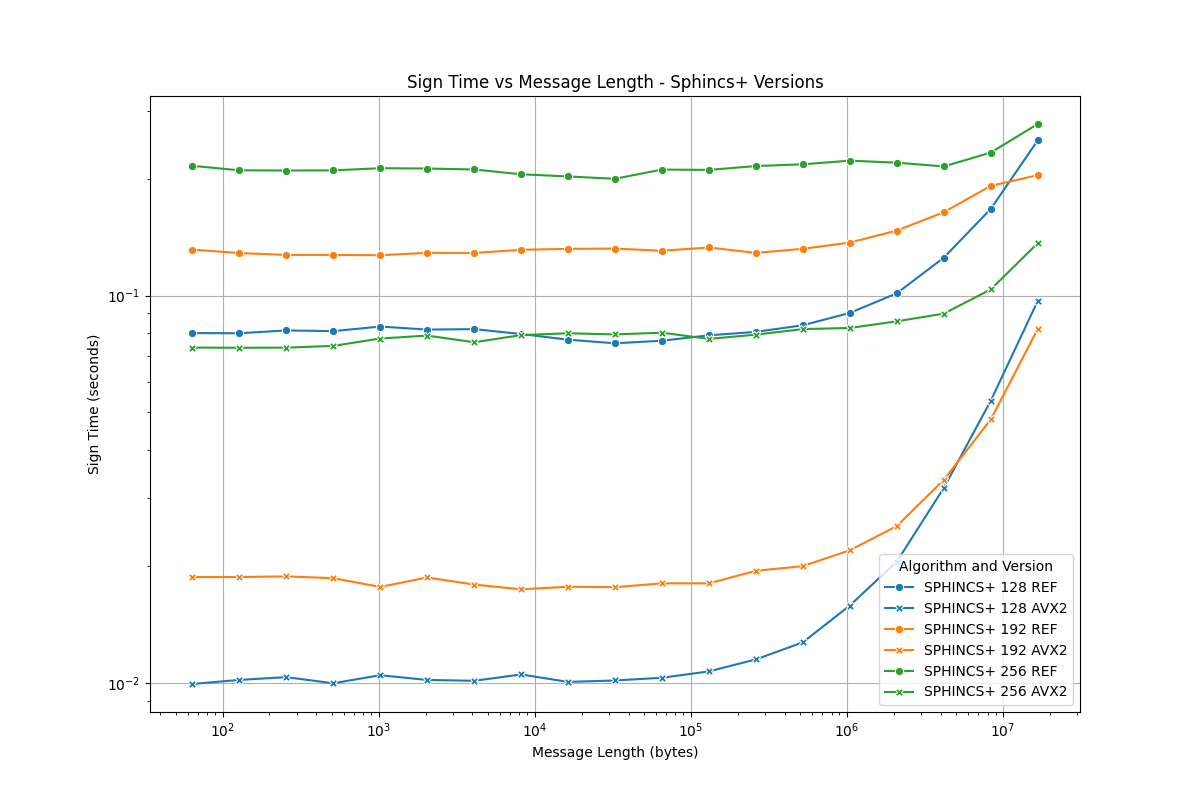 Sign Time vs Message Length - Sphincs+ Versions
Sign Time (seconds)
10⁻¹
10⁻²
10²
10³
10⁴
10⁵
10⁶
10⁷
Message Length (bytes)
Algorithm and Version
SPHINCS+ 128 REF
SPHINCS+ 128 AVX2
SPHINCS+ 192 REF
SPHINCS+ 192 AVX2
SPHINCS+ 256 REF
SPHINCS+ 256 AVX2